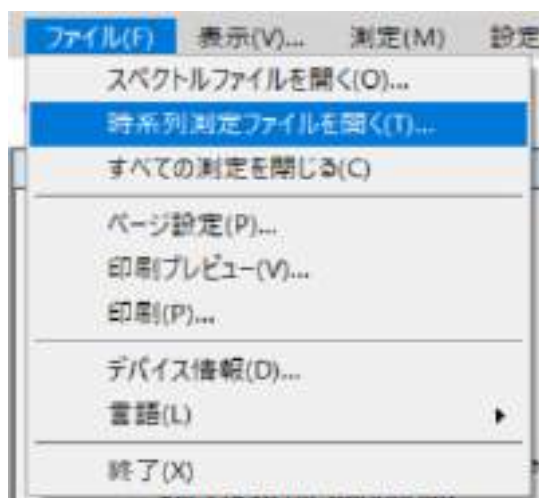 ファイル(F) 表示(V)... 測定(M) 設定
スペクトルファイルを開く(O)...
時系列測定ファイルを開く(T)...
すべての測定を閉じる(C)
ページ設定(P)...
印刷プレビュー(V)...
印刷(P)...
デバイス情報(D)...
言語(L)
終了(X)